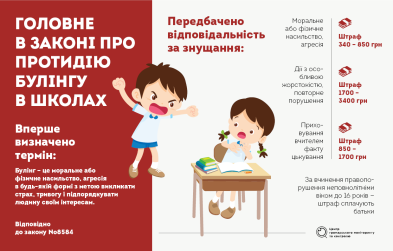 ГОЛОВНЕ
В ЗАКОНІ ПРО
ПРОТИДІЮ
БУЛІНГУ
В ШКОЛАХ
Вперше
визначено
термін:
Булінг – це моральне або
фізичне насильство, агресія
в будь-якій формі з метою викликати
страх, тривогу і підпорядкувати
людину своїм інтересам.
Відповідно
до закону №8584
Передбачено
відповідальність
за знущання:
Моральне
або фізичне
насильство,
агресія
Штраф
340 – 850 грн
Дії з осо-
бливою
жорстокістю,
повторне
порушення
Штраф
1700 –
3400 грн
Прихо-
вування
вчителем
факту
цькування
Штраф
850 –
1700 грн
За вчинення правопо-
рушення неповнолітніми
віком до 16 років –
штраф сплачують
батьки